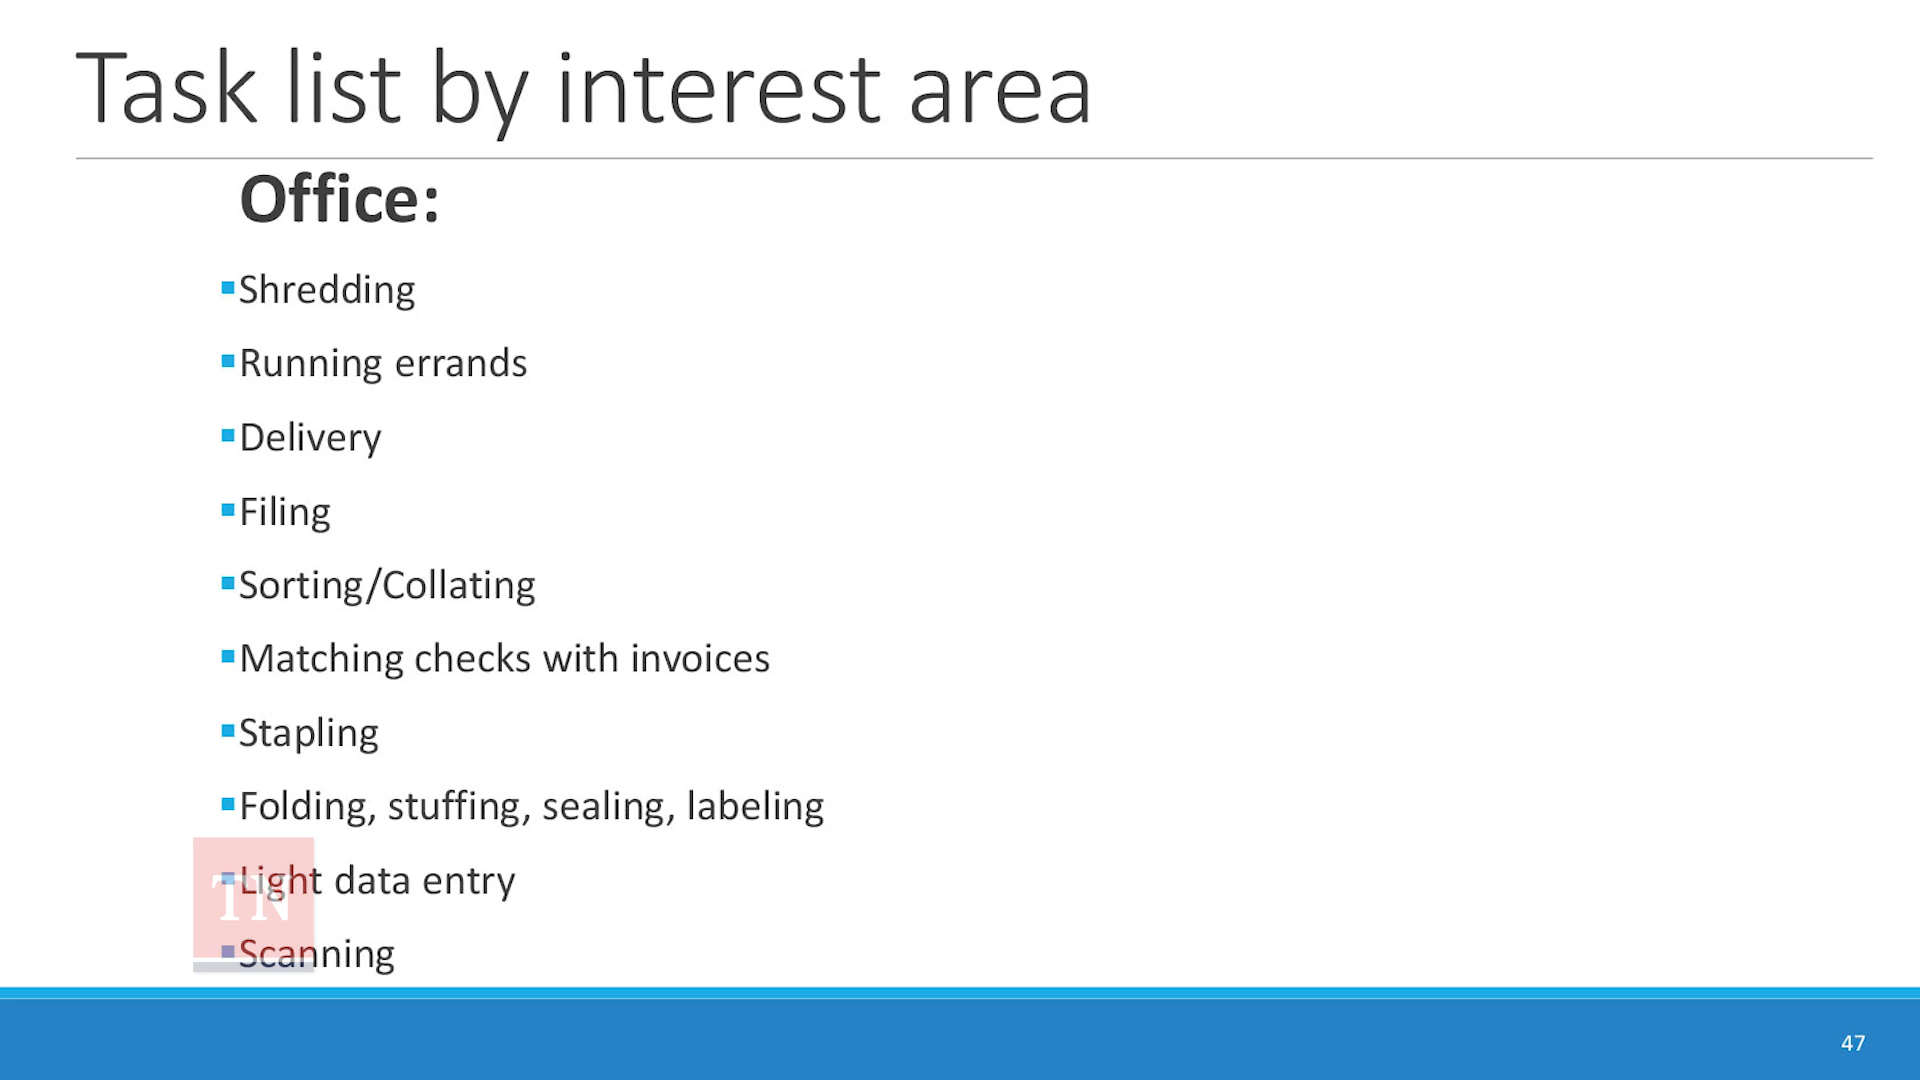 Task list by interest area
Office:
Shredding
Running errands
Delivery
Filing
Sorting/Collating
Matching checks with invoices
Stapling
Folding, stuffing, sealing, labeling
Light data entry
TN
Scanning
47